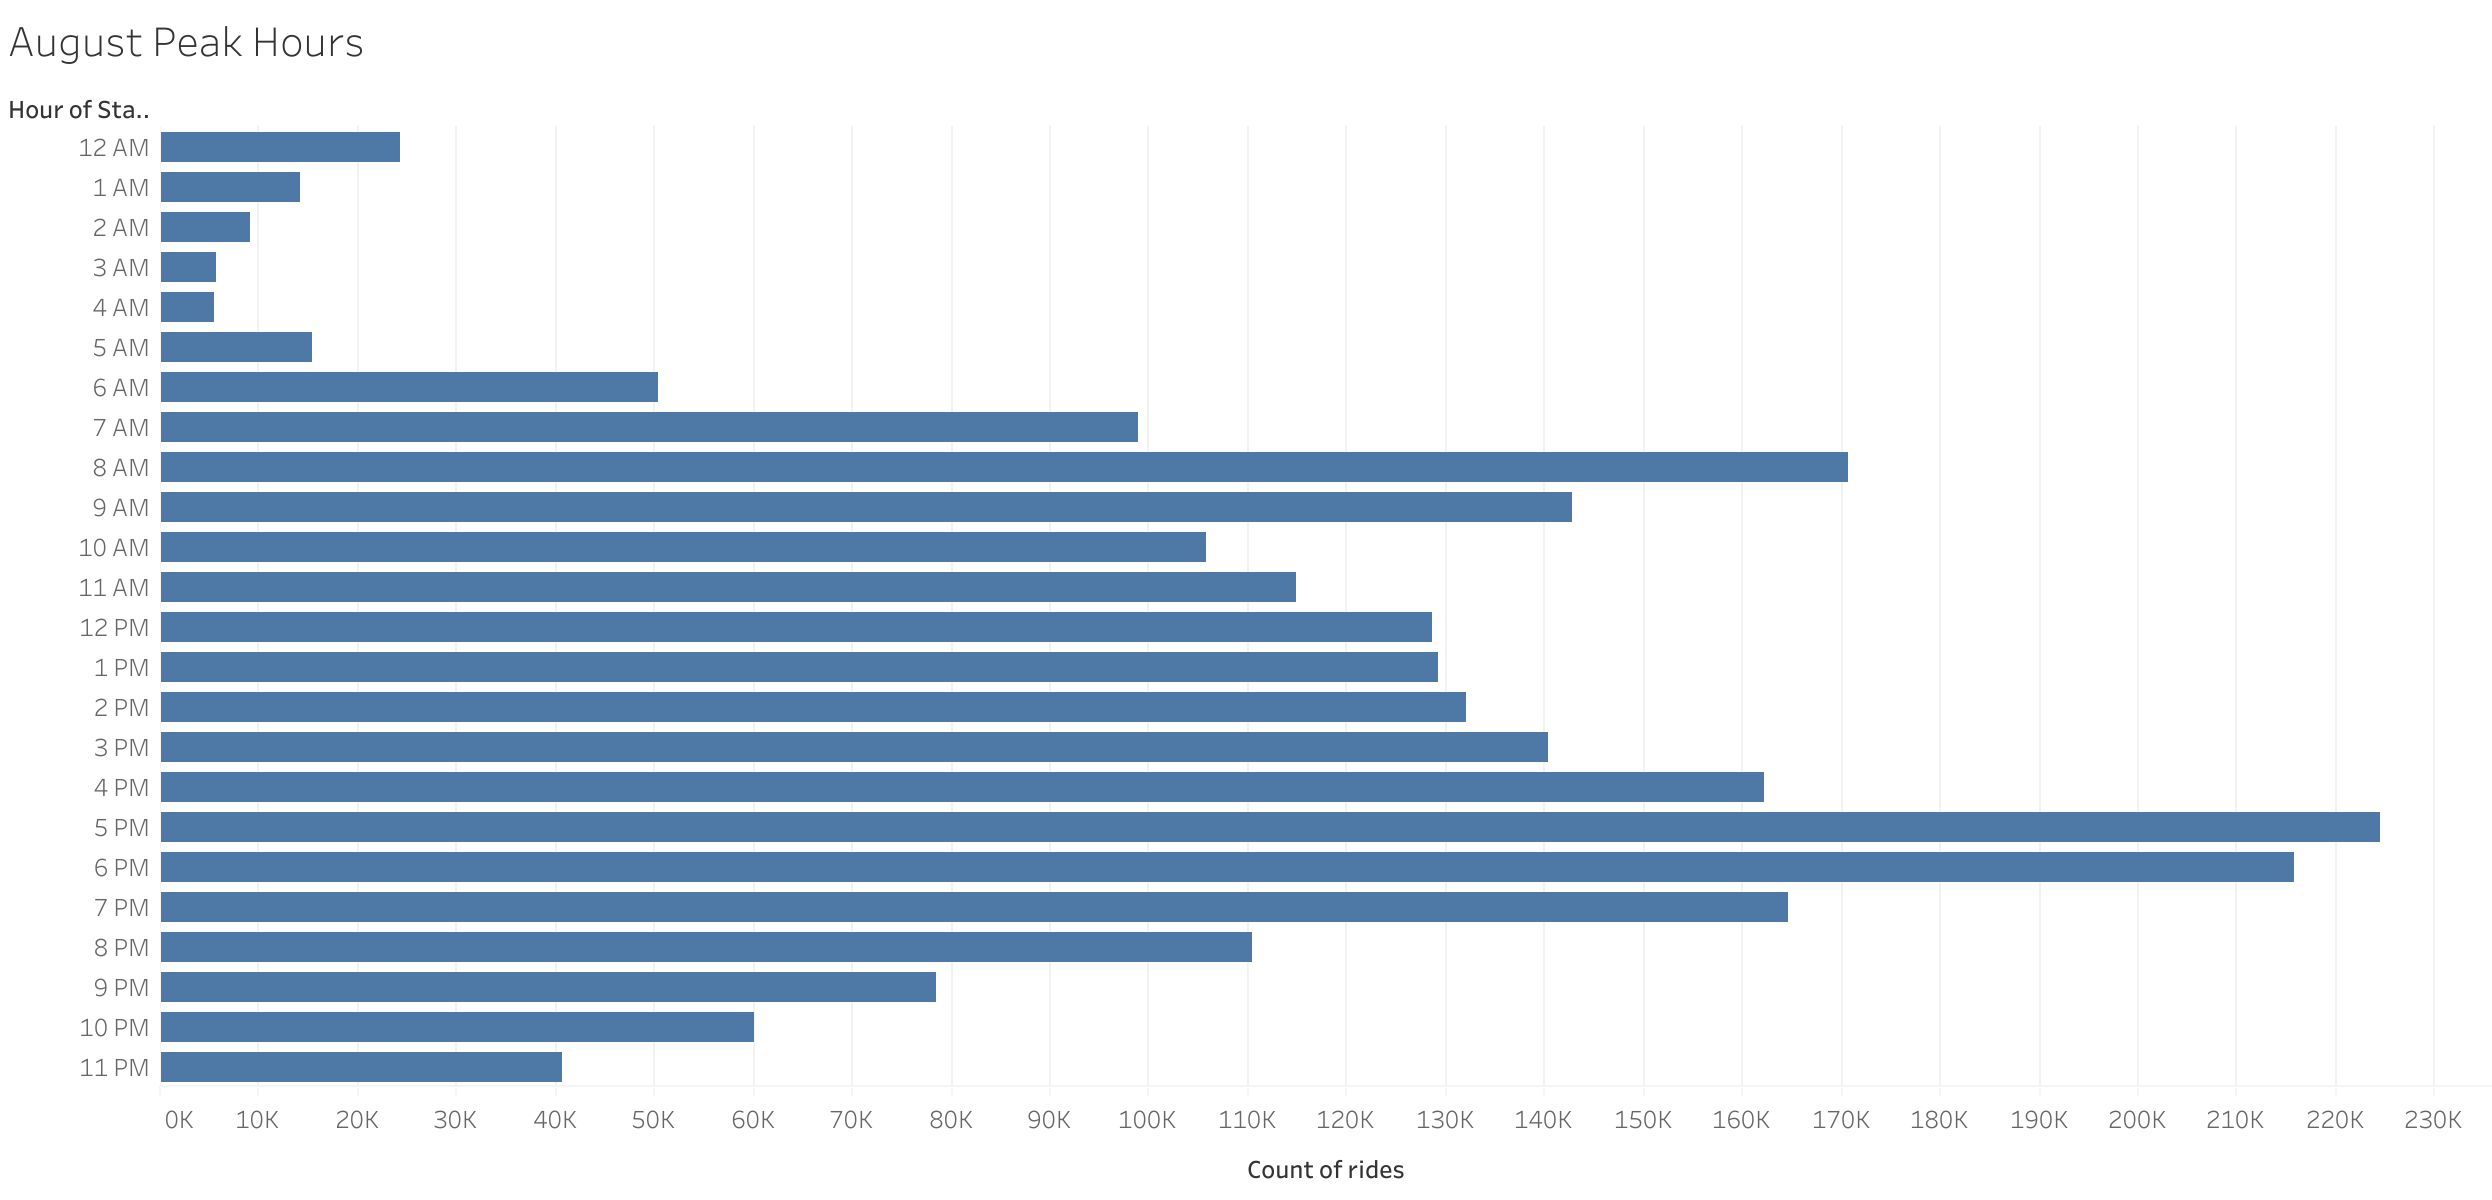 August Peak Hours
Hour of Sta..
12 AM
1 AM
2 AM
3 AM
4 AM
5 AM
6 AM
7 AM
8 AM
9 AM
10 AM
11 AM
12 PM
1 PM
2 PM
3 PM
4 PM
5 PM
6 PM
7 PM
8 PM
9 PM
10 PM
11 PM
0K 10K 20K 30K 40K 50K 60K 70K 80K 90K 100K 110K 120K 130K 140K 150K 160K 170K 180K 190K 200K 210K 220K 230K
Count of rides